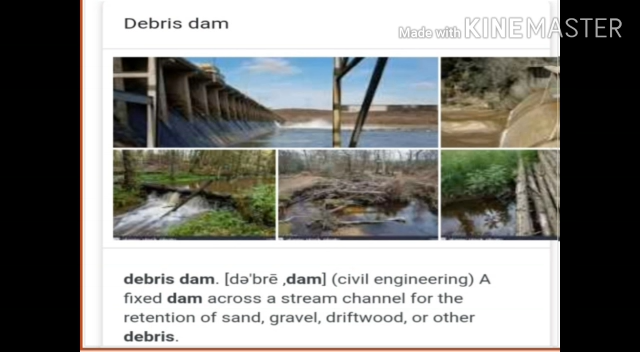 Debris dam
Made with KINEMASTER
debris dam. [də'brē ,dam] (civil engineering) A
fixed dam across a stream channel for the
retention of sand, gravel, driftwood, or other
debris.